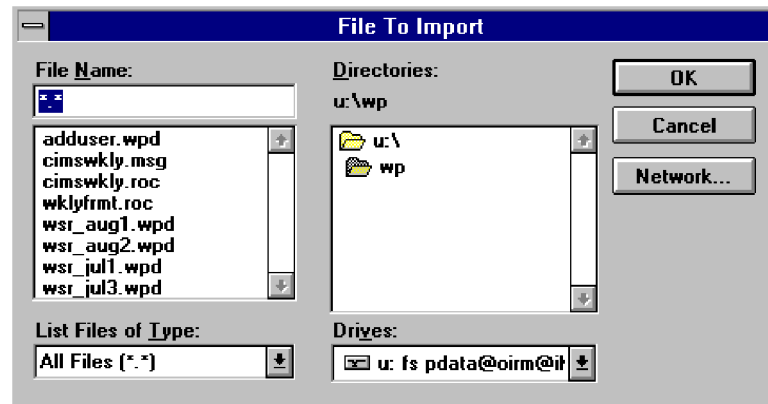 File To Import
File Name:
*.*
adduser.wpd
cimswkly.msg
cimswkly.roc
wklyfrmt.roc
wsr_aug1.wpd
wsr_aug2.wpd
wsr_jul1.wpd
wsr_jul3.wpd
List Files of Type:
All Files (*.*)
Directories:
u:\wp
u:\
wp
Drives:
u: fs pdata@oirm@
OK
Cancel
Network...